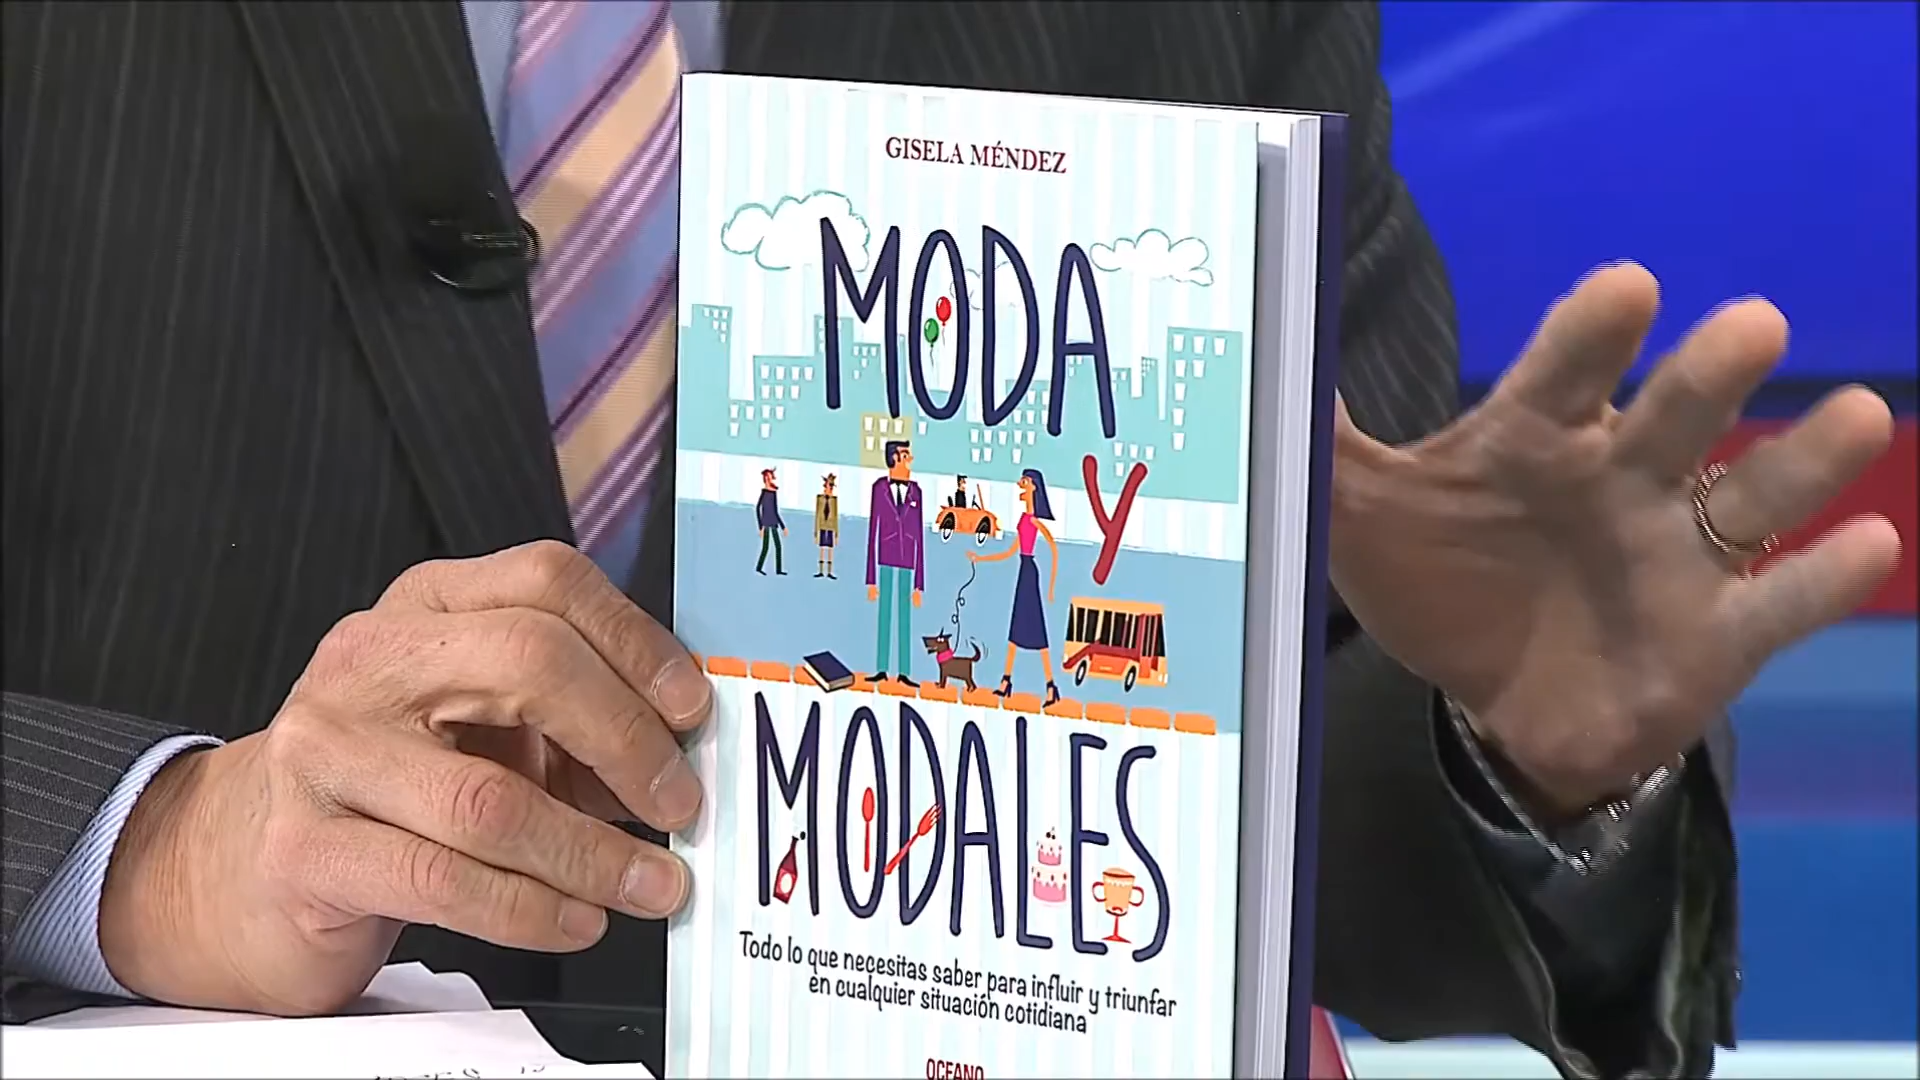 GISELA MÉNDEZ
MODA
Y
MODALES
Todo lo que necesitas saber para influir y triunfar
en cualquier situación cotidiana
OCEANO